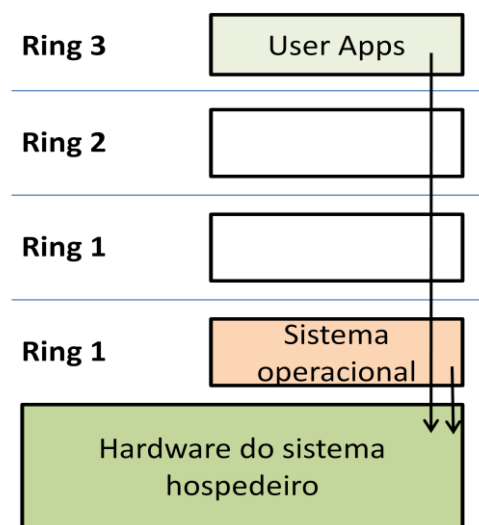 Ring 3
User Apps
Ring 2
Ring 1
Ring 1
Sistema
operacional
Hardware do sistema
hospedeiro